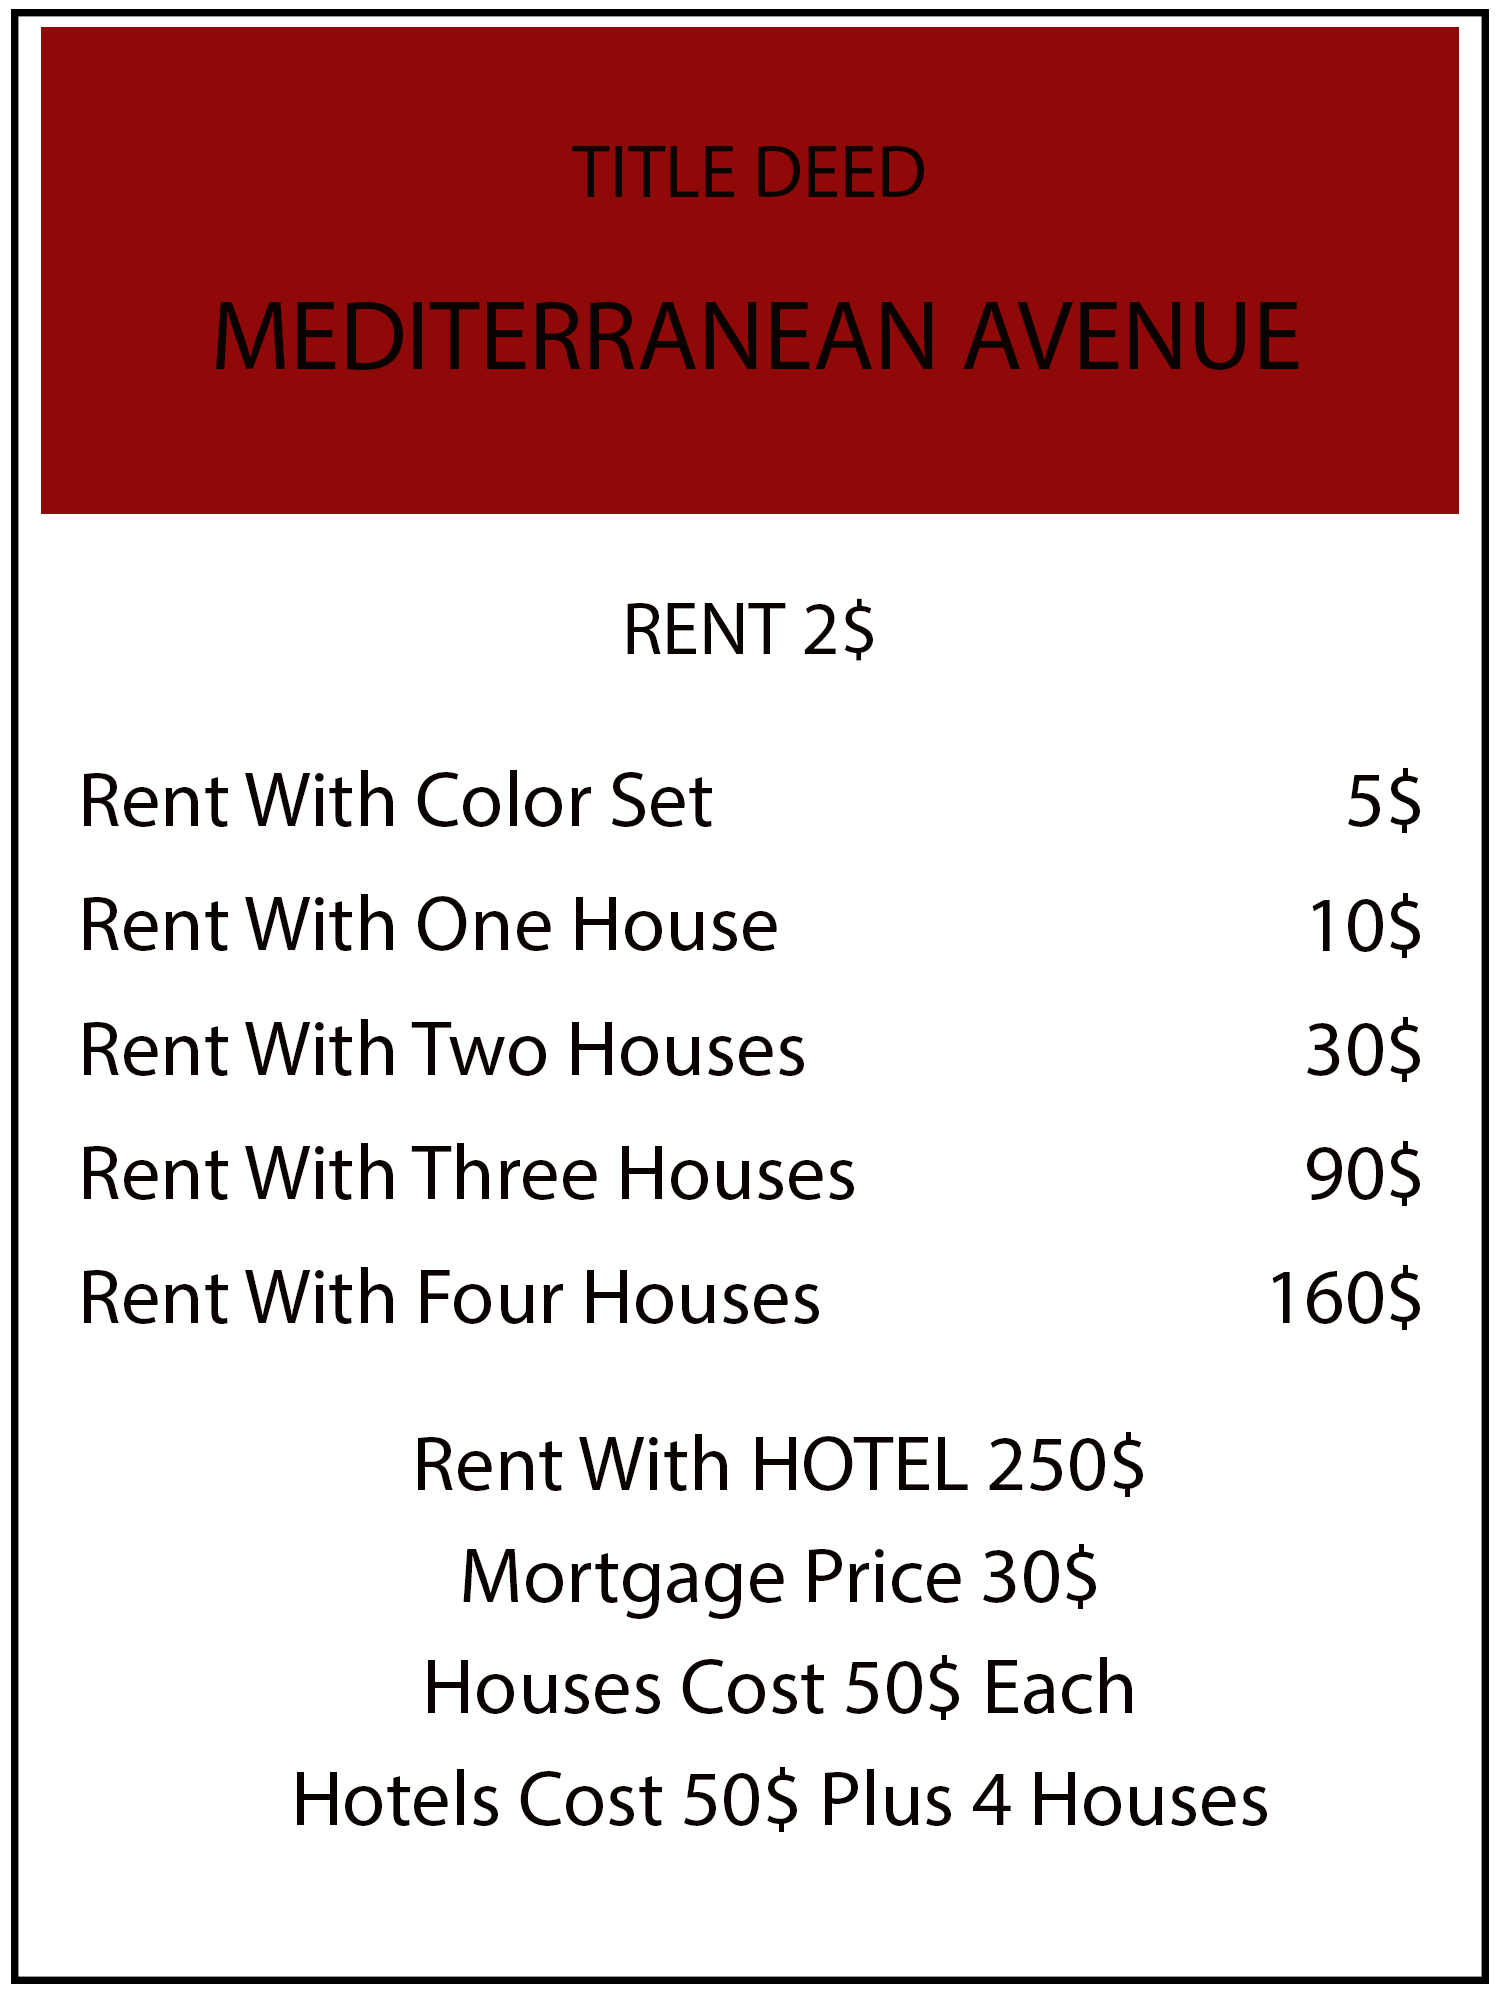 TITLE DEED
MEDITERRANEAN AVENUE
RENT 2$
Rent With Color Set 5$
Rent With One House 10$
Rent With Two Houses 30$
Rent With Three Houses 90$
Rent With Four Houses 160$
Rent With HOTEL 250$
Mortgage Price 30$
Houses Cost 50$ Each
Hotels Cost 50$ Plus 4 Houses